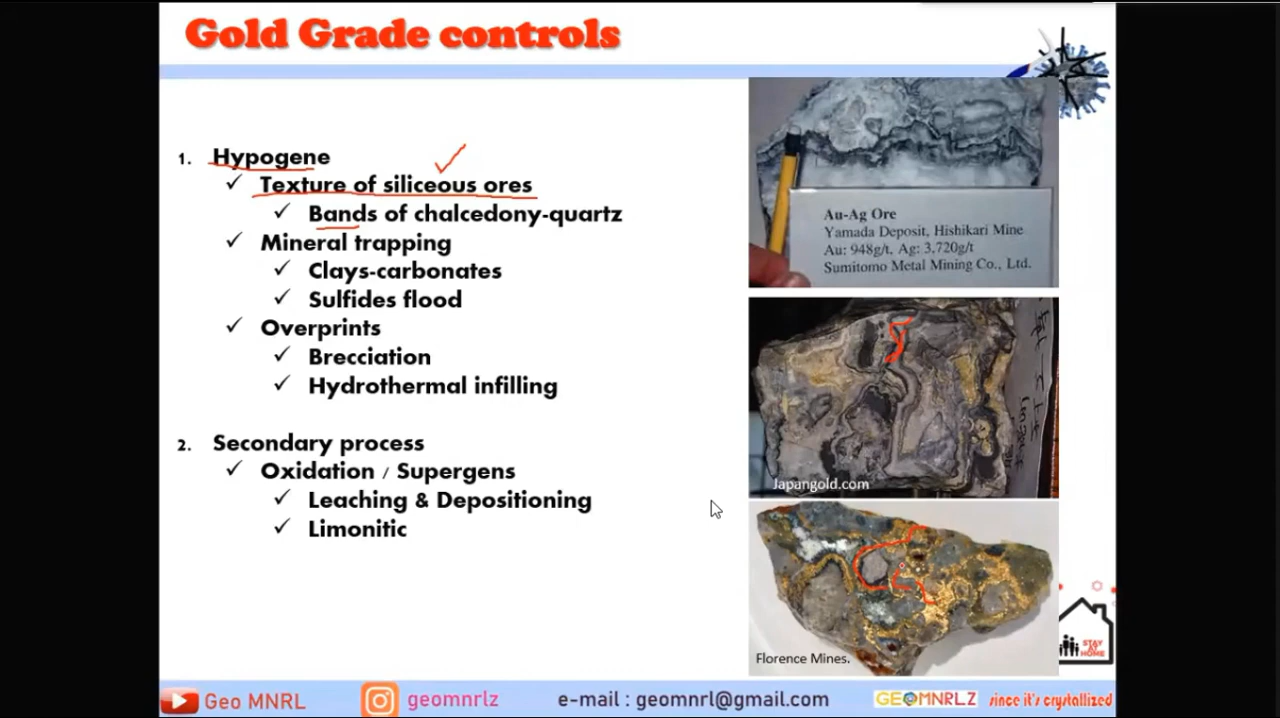 Gold Grade controls
1. Hypogene
Texture of siliceous ores
Bands of chalcedony-quartz
Mineral trapping
Clays-carbonates
Sulfides flood
Overprints
Brecciation
Hydrothermal infilling
2. Secondary process
Oxidation / Supergens
Leaching & Depositioning
Limonitic
Au-Ag Ore
Yamada Deposit, Hishikari Mine
Au: 948g/t, Ag: 3,720g/t
Sumitomo Metal Mining Co., Ltd.
Japangold.com
Florence Mines.
STAY
AT
HOME
Geo MNRL
geomnrlz
e-mail : geomnrl@gmail.com
GEOMNRLZ
since it's crystallized